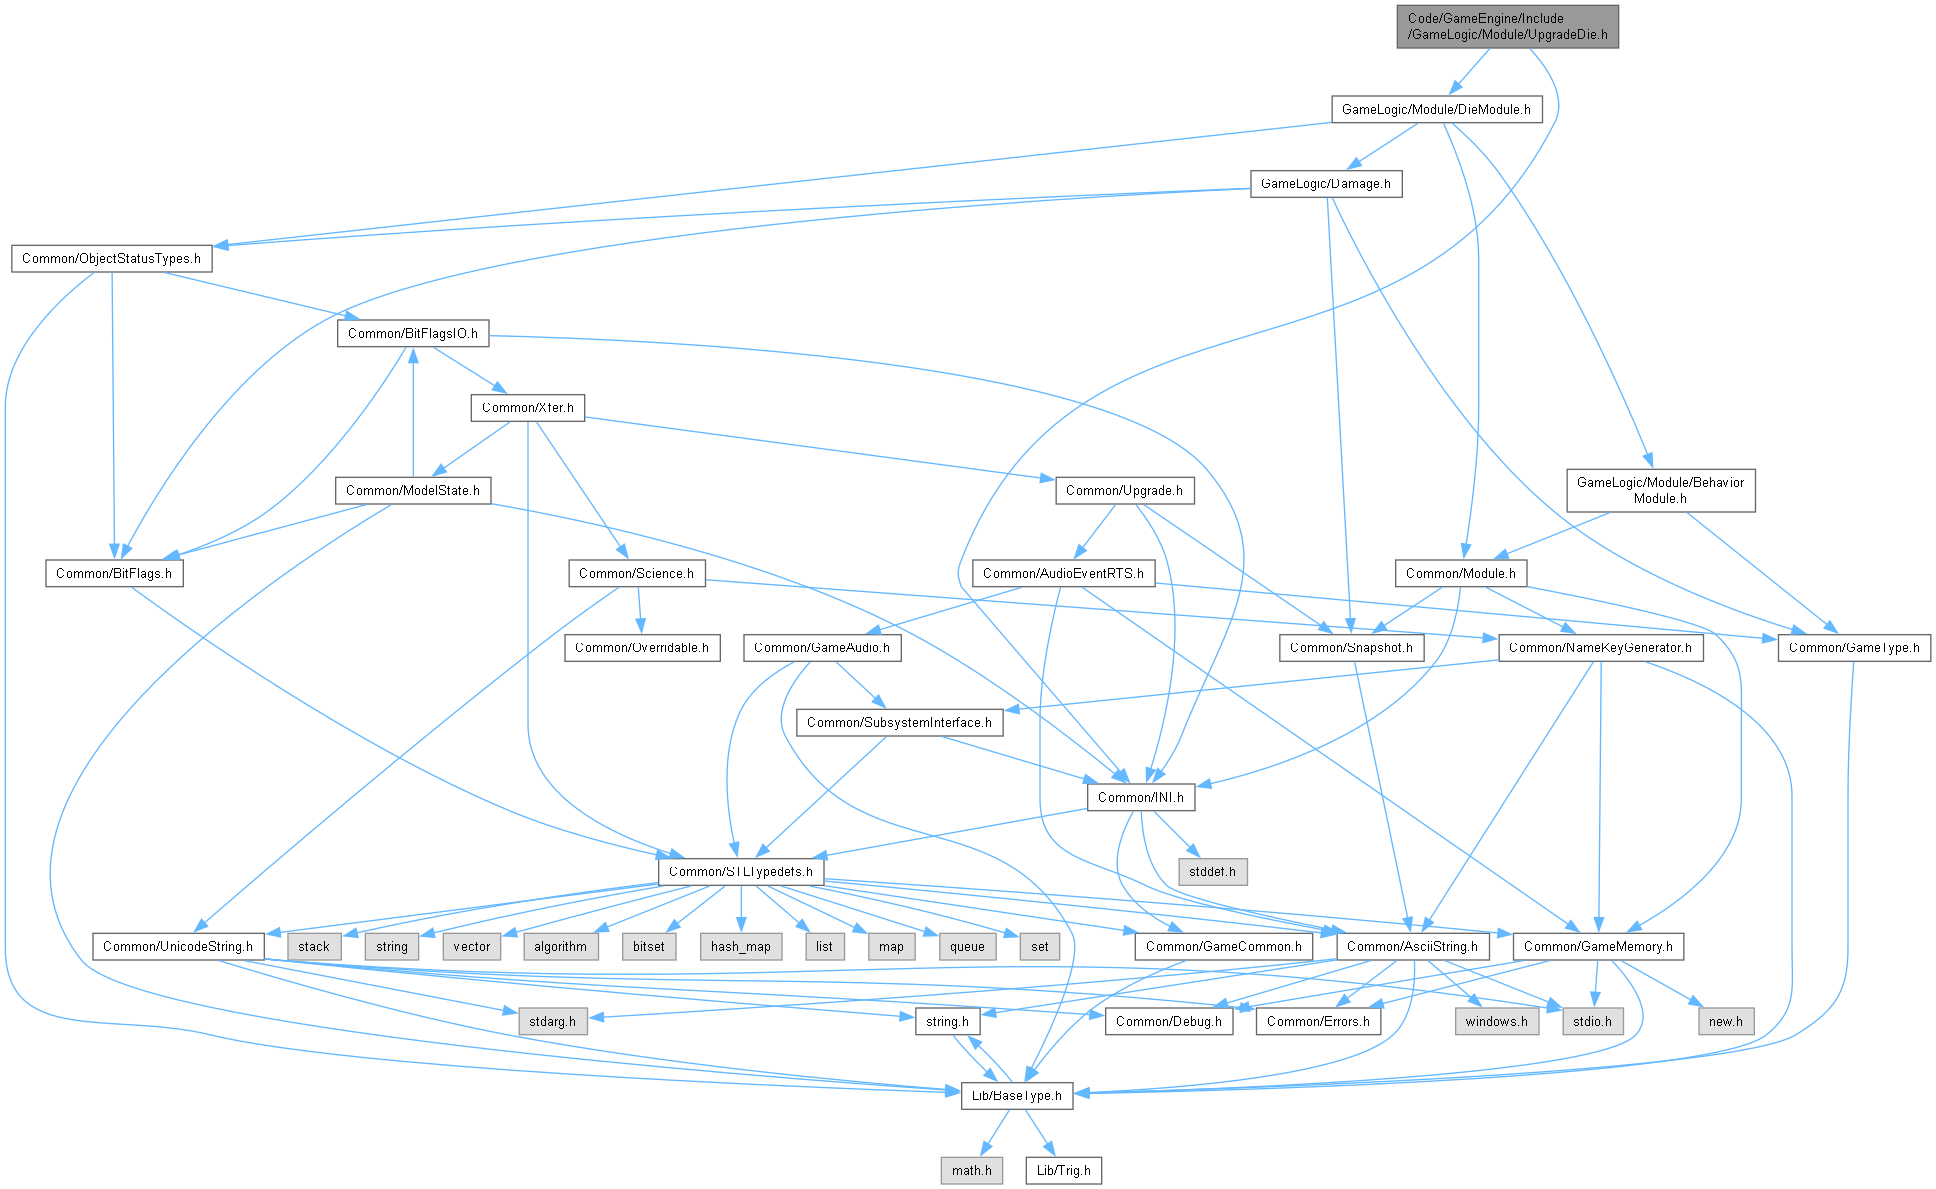 Code/GameEngine/Include
/GameLogic/Module/UpgradeDie.h
GameLogic/Module/DieModule.h
GameLogic/Damage.h
Common/ObjectStatusTypes.h
Common/BitFlagsIO.h
Common/Xfer.h
Common/ModelState.h
Common/Upgrade.h
GameLogic/Module/Behavior
Module.h
Common/BitFlags.h
Common/Science.h
Common/AudioEventRTS.h
Common/Module.h
Common/Overridable.h
Common/GameAudio.h
Common/Snapshot.h
Common/NameKeyGenerator.h
Common/GameType.h
Common/SubsystemInterface.h
Common/INI.h
Common/STLTypedefs.h
stddef.h
Common/UnicodeString.h
stack
string
vector
algorithm
bitset
hash_map
list
map
queue
set
Common/GameCommon.h
Common/AsciiString.h
Common/GameMemory.h
stdarg.h
string.h
Common/Debug.h
Common/Errors.h
windows.h
stdio.h
new.h
Lib/BaseType.h
math.h
Lib/Trig.h